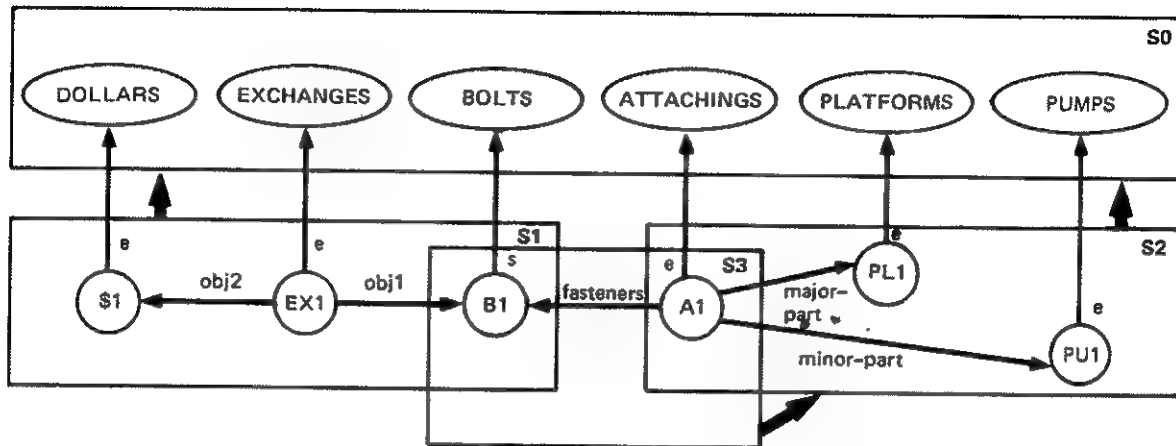 S0
DOLLARS EXCHANGES BOLTS ATTACHINGS PLATFORMS PUMPS
S1 S2
e e s S3 e e
$1 obj2 EX1 obj1 B1 fasteners A1 PL1
major-
part
e
minor-part PU1